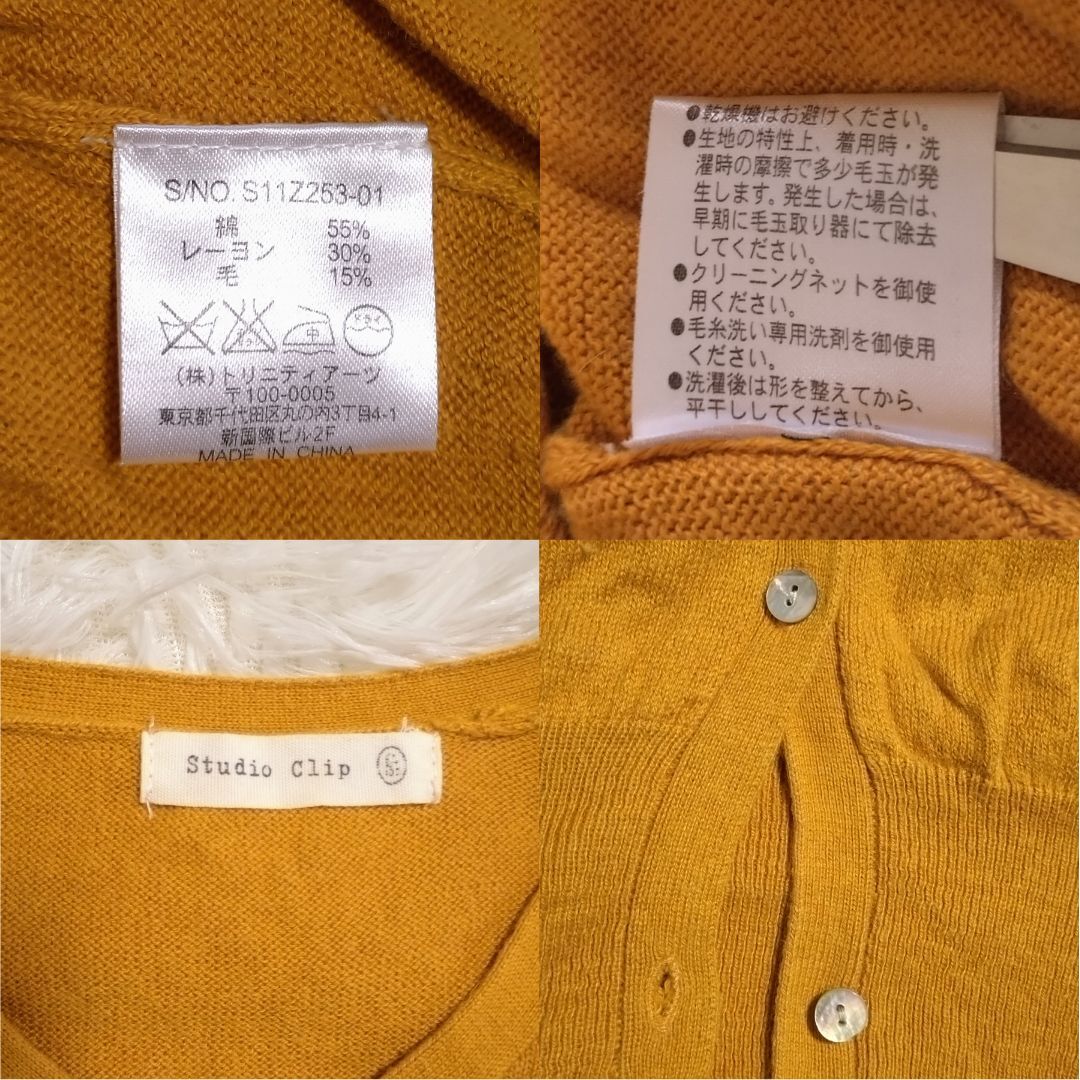 S/NO. S11Z253-01
綿 55%
レーヨン 30%
毛 15%
中
(株)トリニティアーツ
〒100-0005
東京都千代田区丸の内3丁目4-1
新国際ビル2F
MADE IN CHINA
●乾燥機はお避けください。
●生地の特性上、着用時・洗
濯時の摩擦で多少毛玉が発
生します。発生した場合は、
早期に毛玉取り器にて除去
してください。
●クリーニングネットを御使
用ください。
●毛糸洗い専用洗剤を御使用
ください。
●洗濯後は形を整えてから、
平干ししてください。
Studio Clip